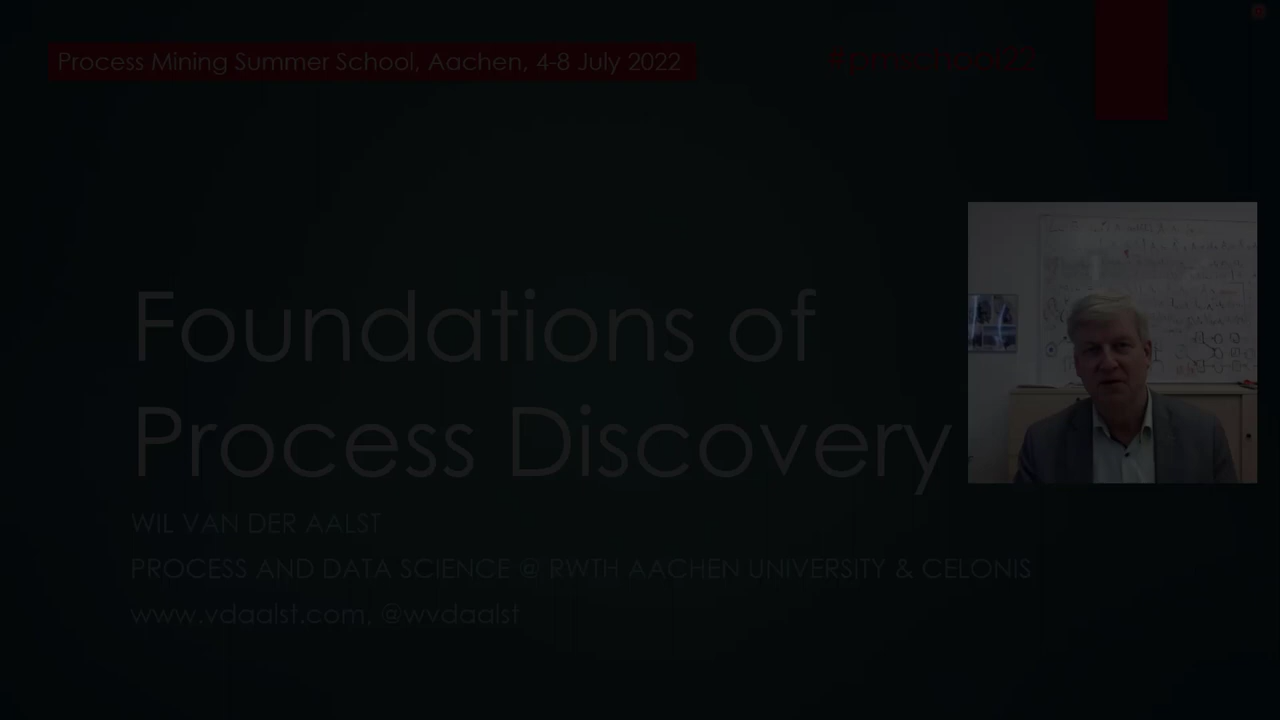 Process Mining Summer School, Aachen, 4-8 July 2022
#pmschool22
Foundations of
Process Discovery
WIL VAN DER AALST
PROCESS AND DATA SCIENCE @ RWTH AACHEN UNIVERSITY & CELONIS
www.vdaalst.com, @wvdaalst